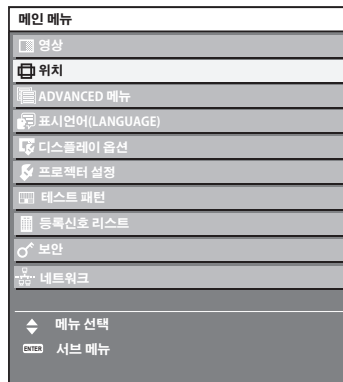 메인 메뉴
영상
위치
ADVANCED 메뉴
표시언어(LANGUAGE)
디스플레이 옵션
프로젝터 설정
테스트 패턴
등록신호 리스트
보안
네트워크
메뉴 선택
ENTER 서브 메뉴